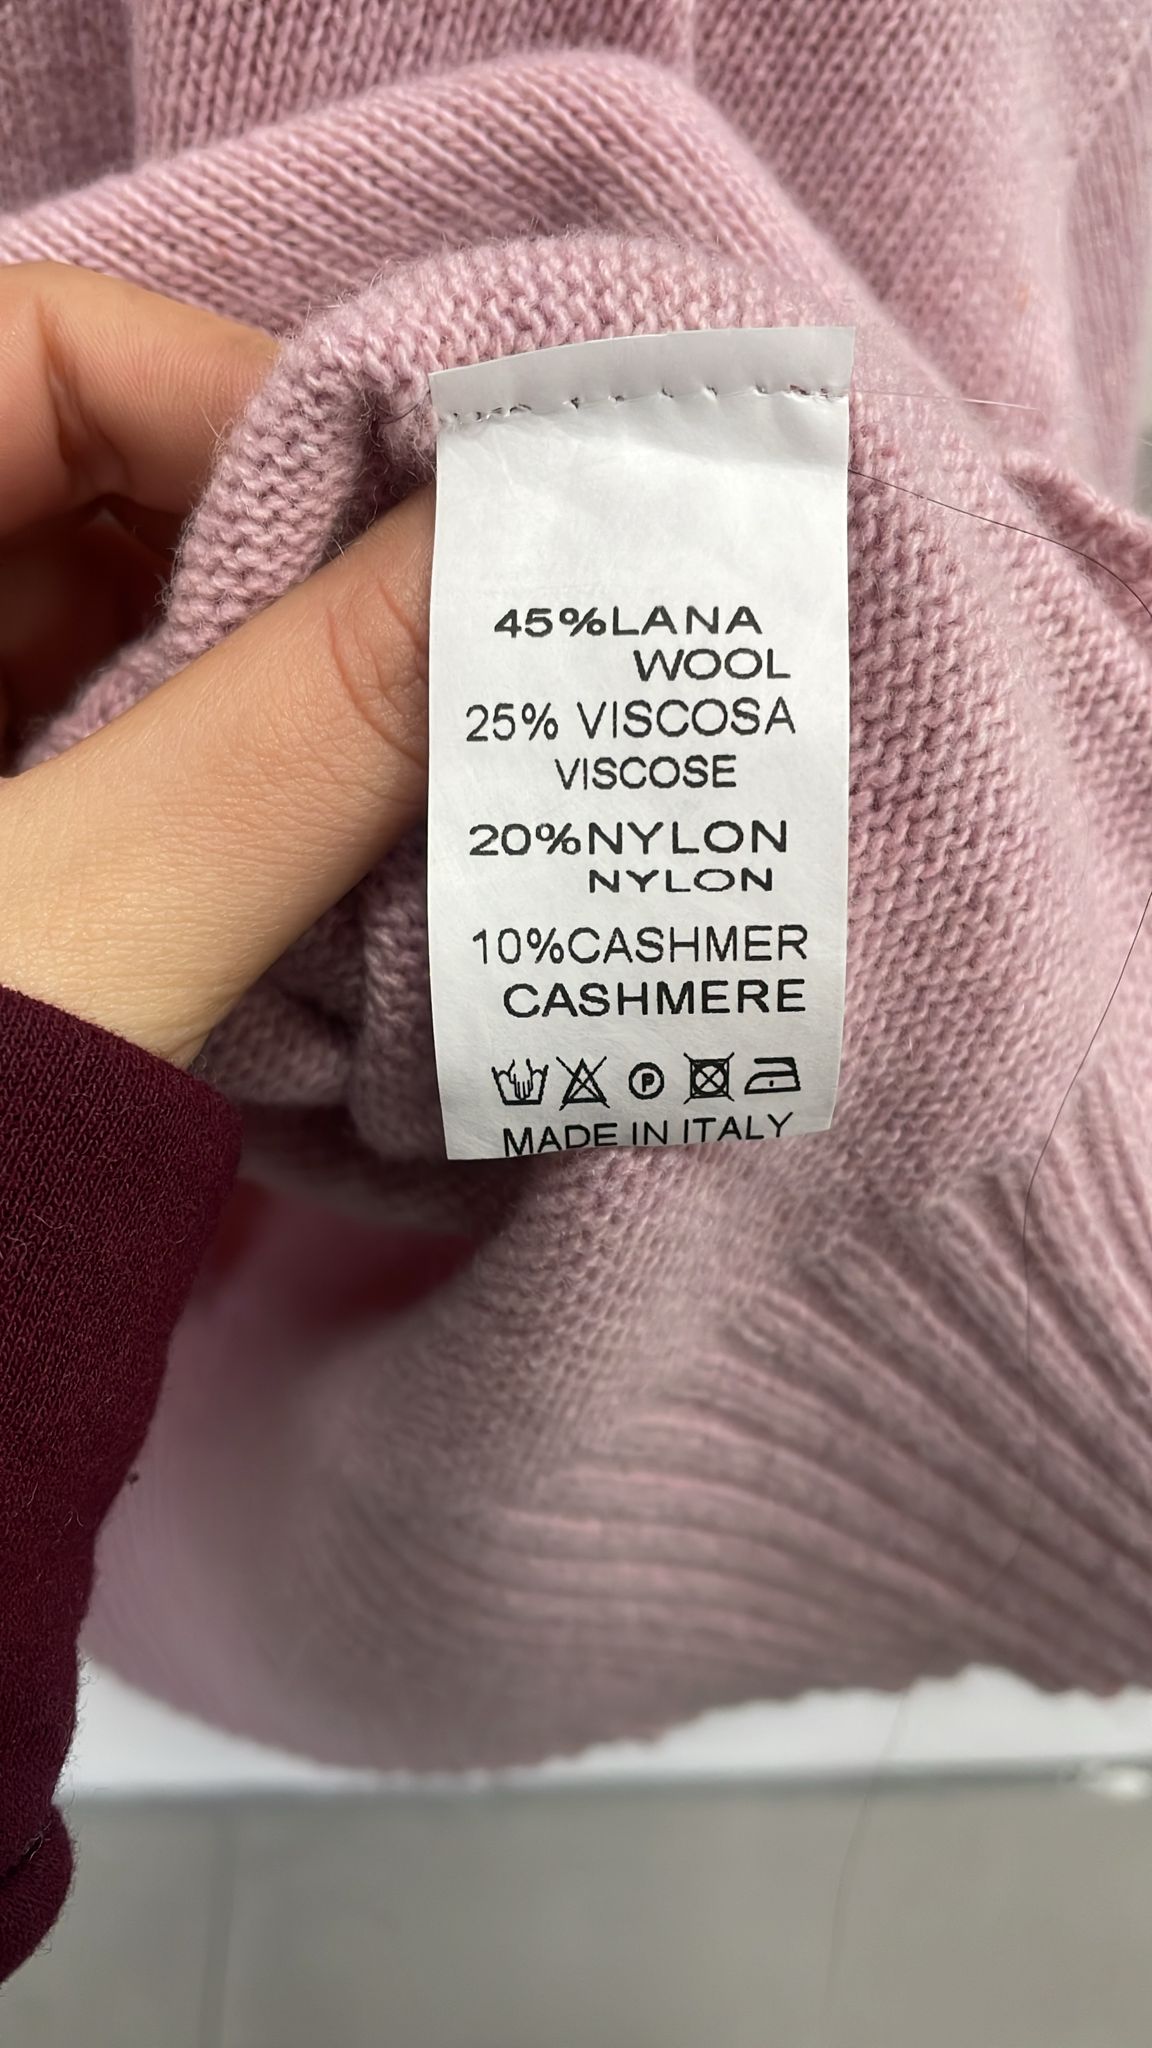 45%LANA
WOOL
25% VISCOSA
VISCOSE
20%NYLON
NYLON
10%CASHMER
CASHMERE
P
MADE IN ITALY